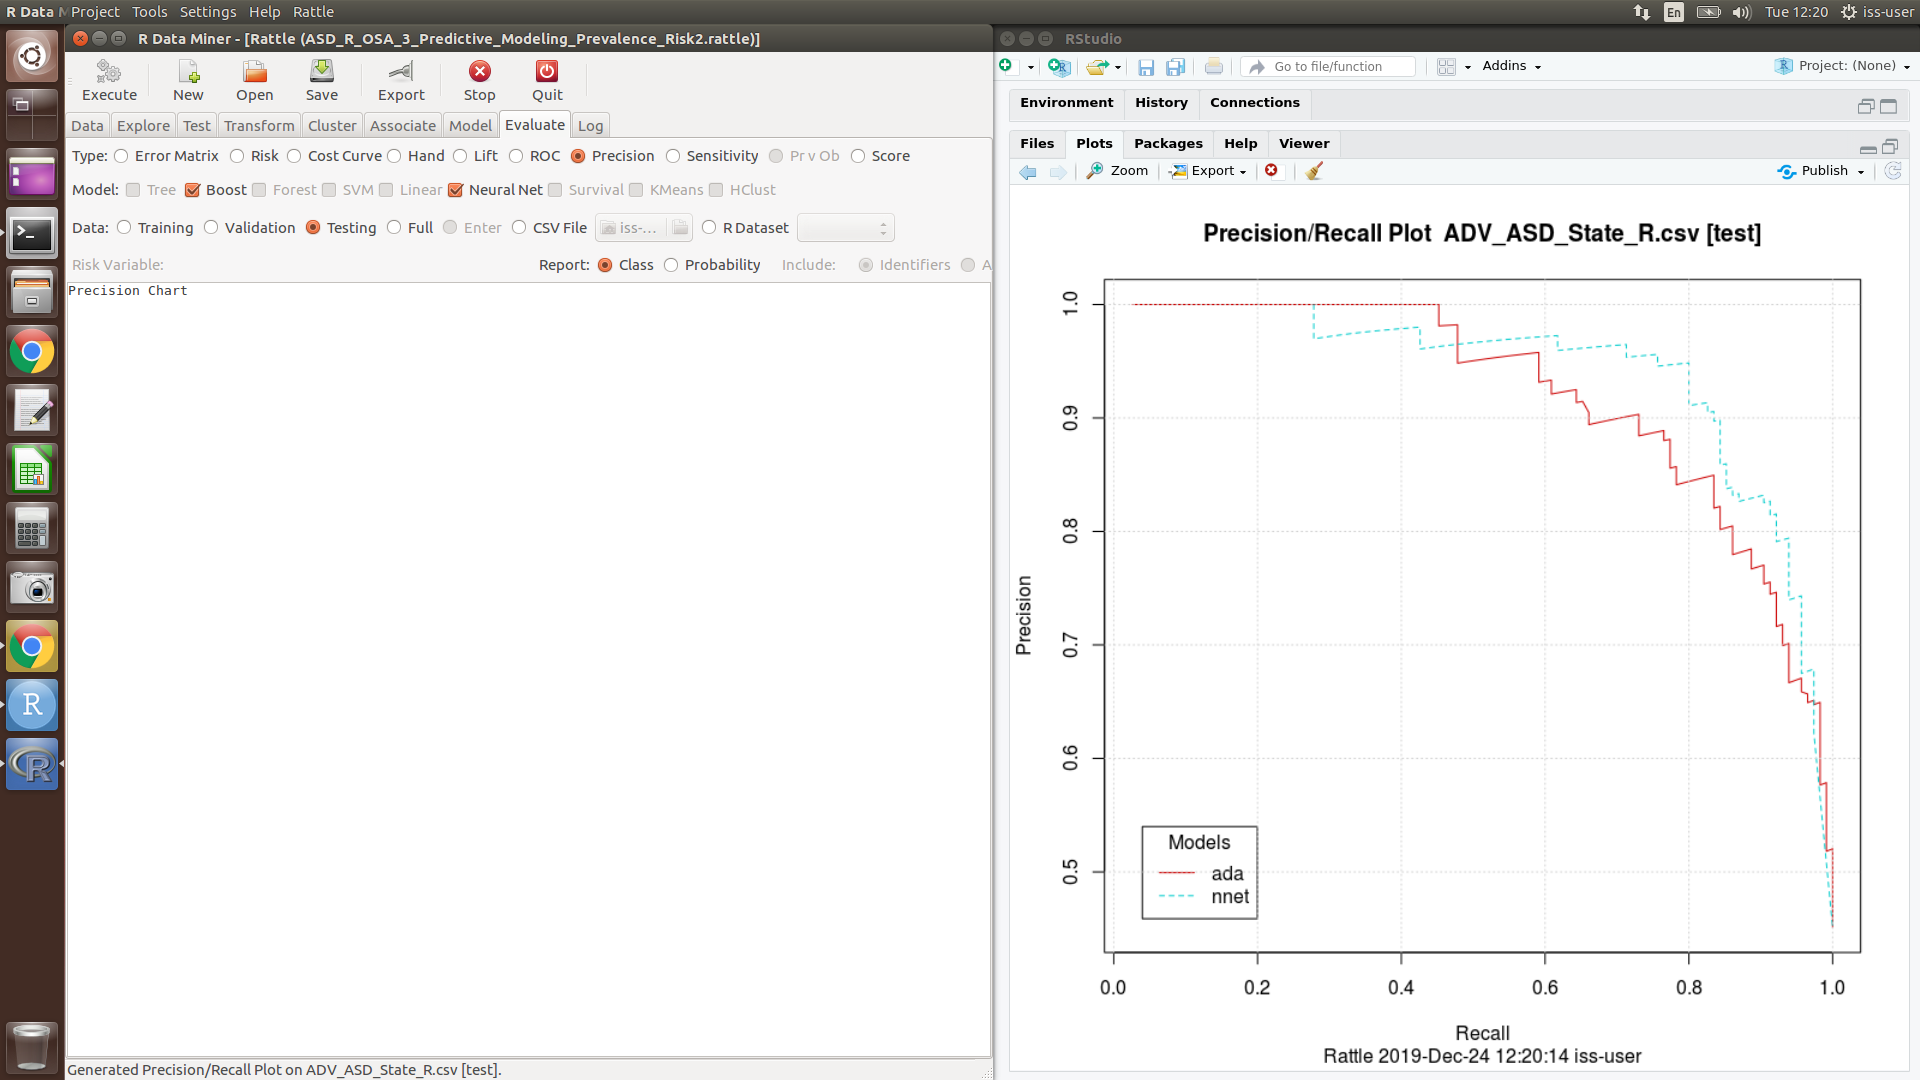 R Data M Project Tools Settings Help Rattle
En Tue 12:20 iss-user
R Data Miner - [Rattle (ASD_R_OSA_3_Predictive_Modeling_Prevalence_Risk2.rattle)]
Execute New Open Save Export Stop Quit
Data Explore Test Transform Cluster Associate Model Evaluate Log
Type: Error Matrix Risk Cost Curve Hand Lift ROC Precision Sensitivity Pr v Ob Score
Model: Tree Boost Forest SVM Linear Neural Net Survival KMeans HClust
Data: Training Validation Testing Full Enter CSV File iss-... R Dataset
Risk Variable: Report: Class Probability Include: Identifiers A
Precision Chart
Generated Precision/Recall Plot on ADV_ASD_State_R.csv [test].
RStudio
Go to file/function Addins Project: (None)
Environment History Connections
Files Plots Packages Help Viewer
Zoom Export Publish
Precision/Recall Plot ADV_ASD_State_R.csv [test]
Precision
1.0
0.9
0.8
0.7
0.6
0.5
Models
ada
nnet
0.0 0.2 0.4 0.6 0.8 1.0
Recall
Rattle 2019-Dec-24 12:20:14 iss-user